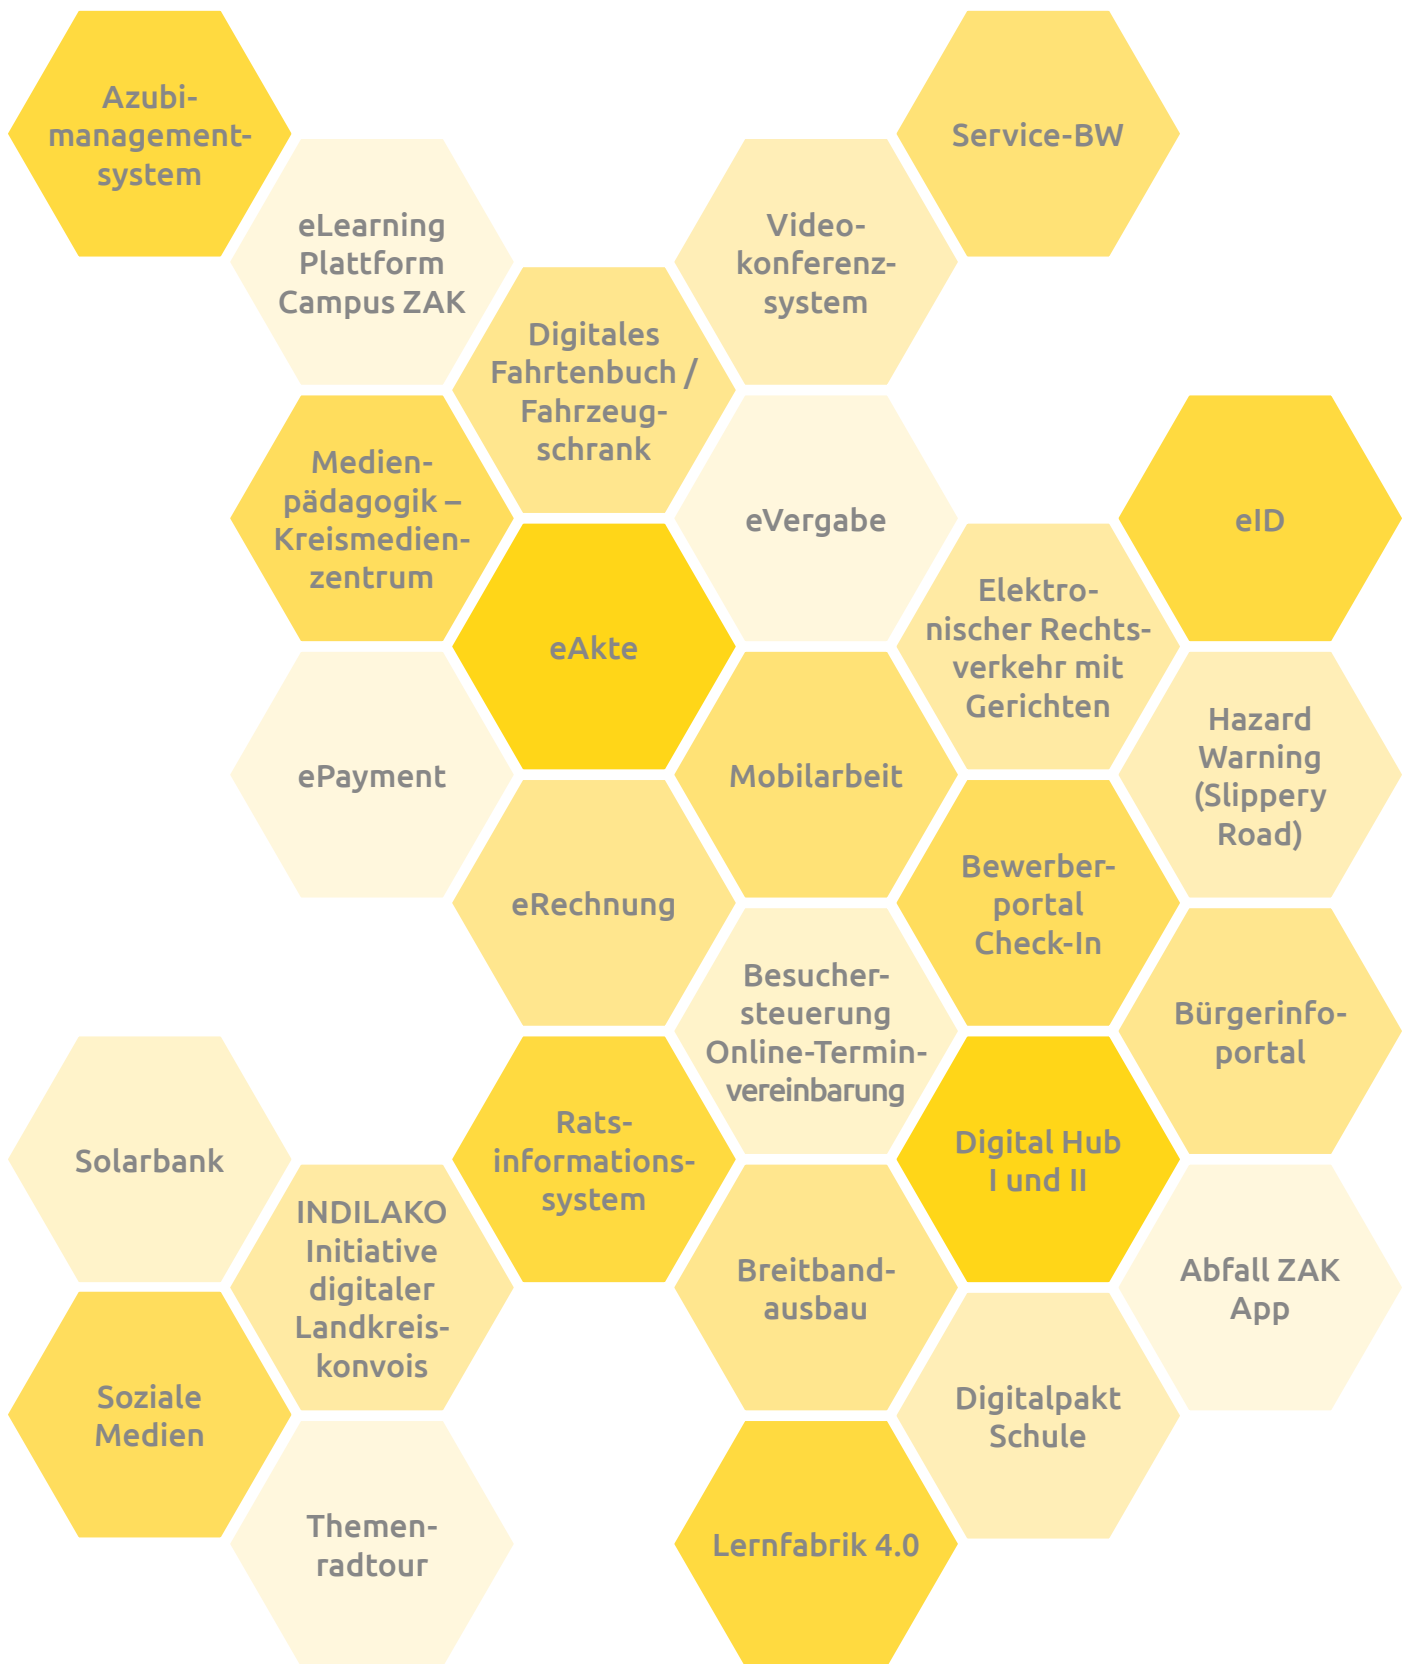 Azubi-
management-
system
Service-BW
eLearning
Plattform
Campus ZAK
Video-
konferenz-
system
Digitales
Fahrtenbuch /
Fahrzeug-
schrank
Medien-
pädagogik –
Kreismedien-
zentrum
eVergabe
eID
eAkte
Elektro-
nischer Rechts-
verkehr mit
Gerichten
ePayment
Mobilarbeit
Hazard
Warning
(Slippery
Road)
eRechnung
Bewerber-
portal
Check-In
Besucher-
steuerung
Online-Termin-
vereinbarung
Bürgerinfo-
portal
Solarbank
Rats-
informations-
system
Digital Hub
I und II
INDILAKO
Initiative
digitaler
Landkreis-
konvois
Breitband-
ausbau
Abfall ZAK
App
Soziale
Medien
Digitalpakt
Schule
Themen-
radtour
Lernfabrik 4.0